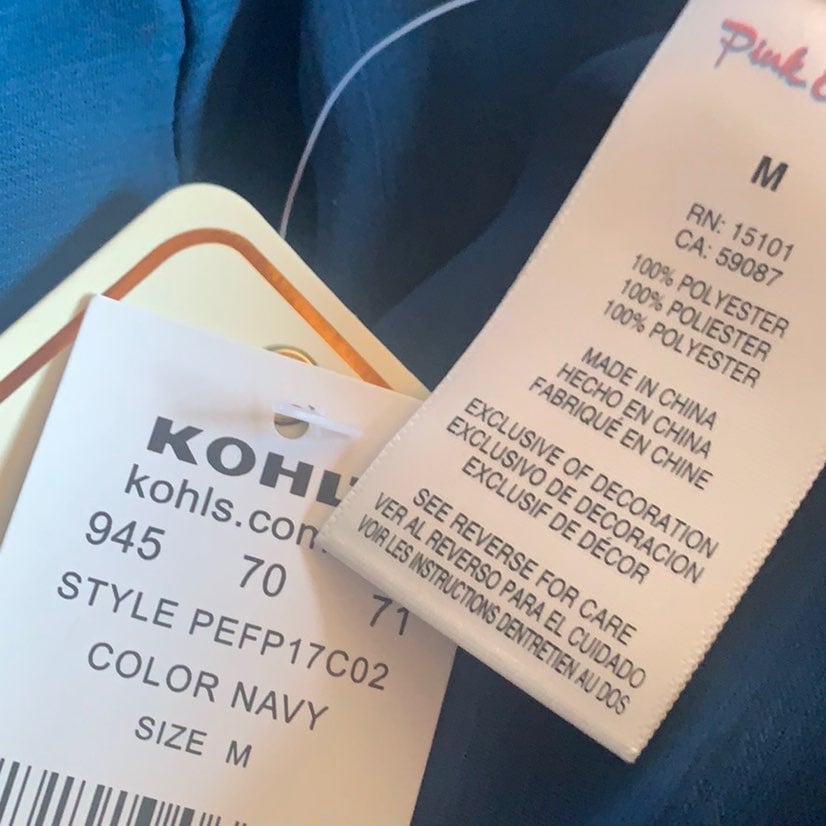 KOHL
kohls.com
945 70 71
STYLE PEFP17C02
COLOR NAVY
SIZE M
Pink
M
RN: 15101
CA: 59087
100% POLYESTER
100% POLIESTER
100% POLYESTER
MADE IN CHINA
HECHO EN CHINA
FABRIQUÉ EN CHINE
EXCLUSIVE OF DECORATION
EXCLUSIVO DE DECORACION
EXCLUSIF DE DÉCOR
SEE REVERSE FOR CARE
VER AL REVERSO PARA EL CUIDADO
VOIR LES INSTRUCTIONS DENTRETIEN AU DOS